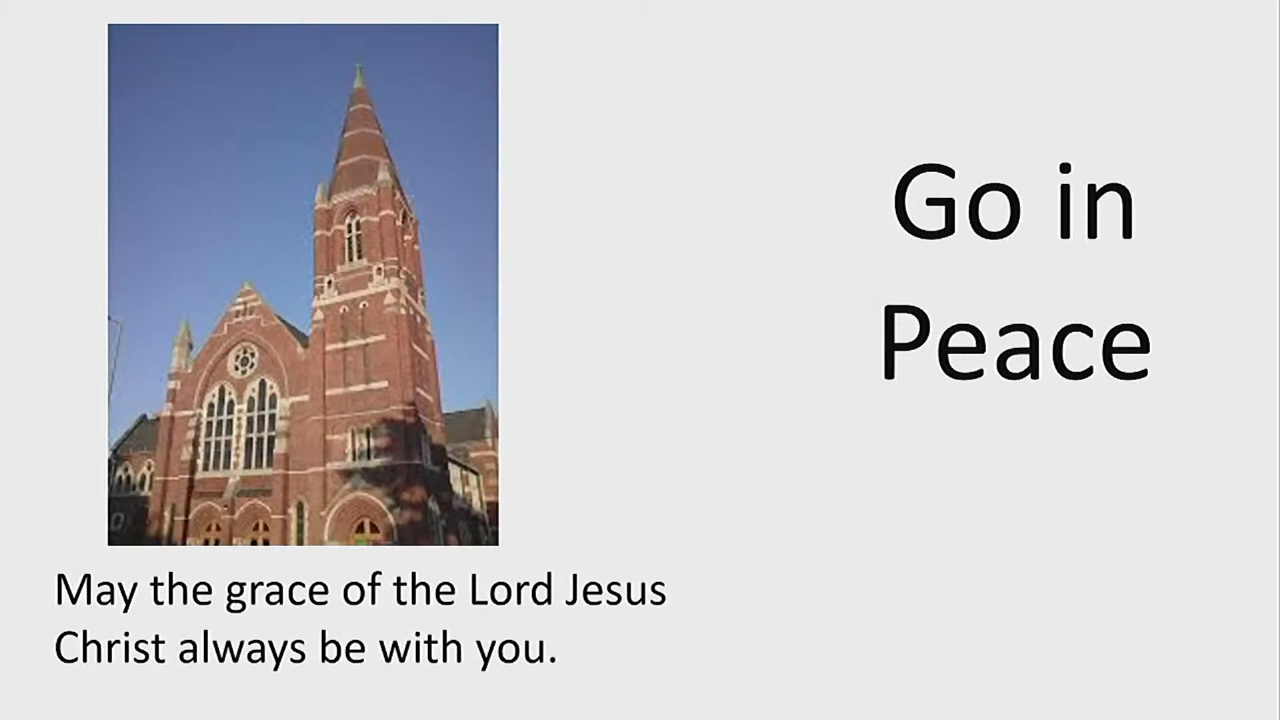 Go in
Peace
May the grace of the Lord Jesus
Christ always be with you.